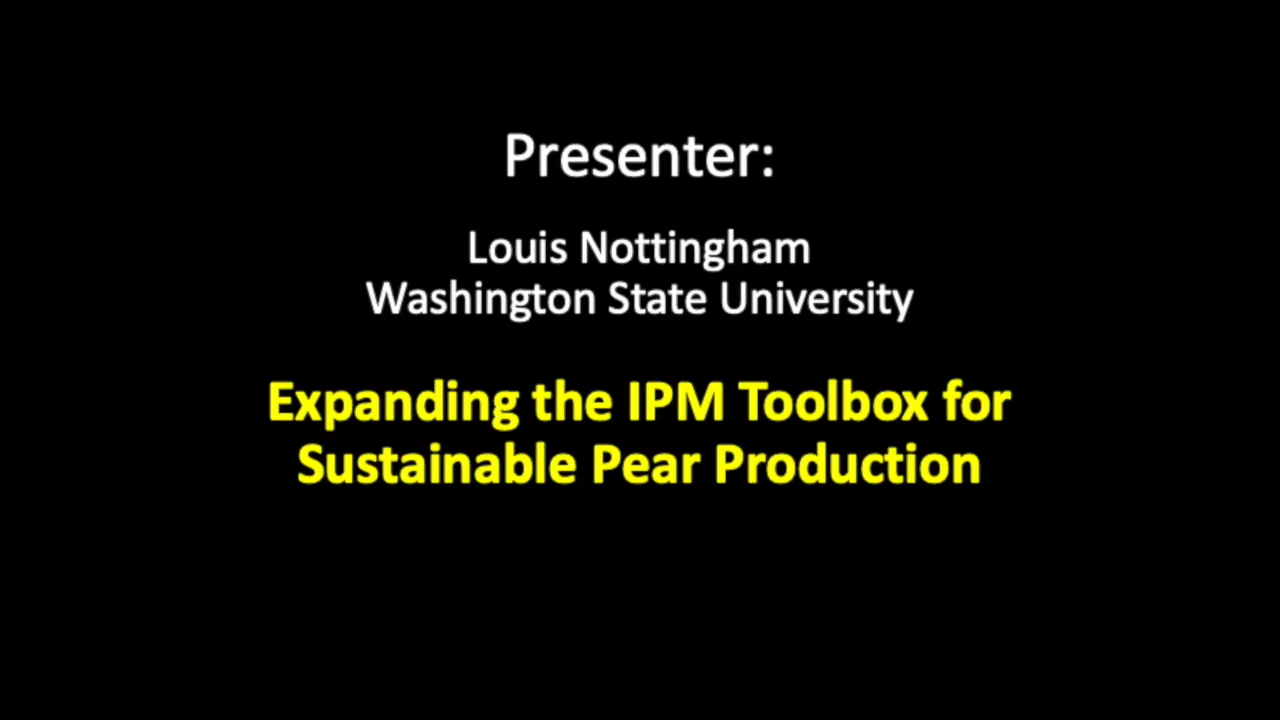 Presenter:
Louis Nottingham
Washington State University
Expanding the IPM Toolbox for
Sustainable Pear Production